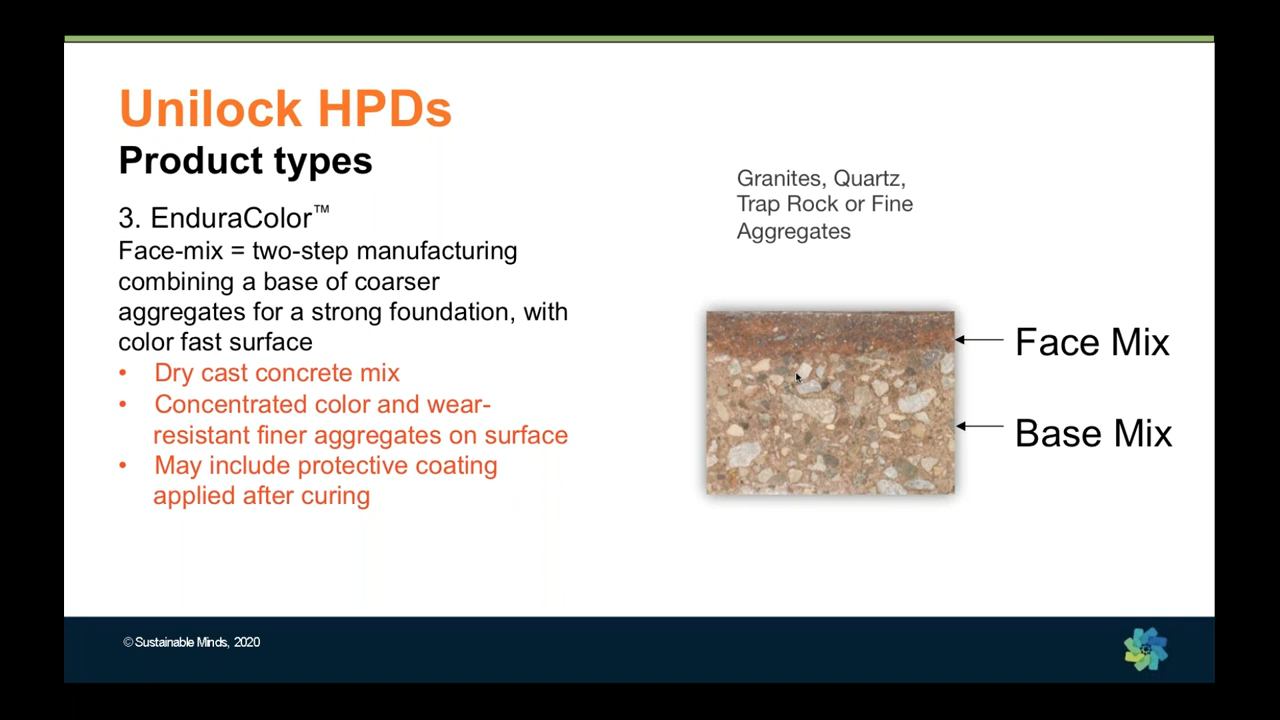 Unilock HPDs
Product types
3. EnduraColor™
Face-mix = two-step manufacturing
combining a base of coarser
aggregates for a strong foundation, with
color fast surface
• Dry cast concrete mix
• Concentrated color and wear-
resistant finer aggregates on surface
• May include protective coating
applied after curing
Granites, Quartz,
Trap Rock or Fine
Aggregates
Face Mix
Base Mix
© Sustainable Minds, 2020